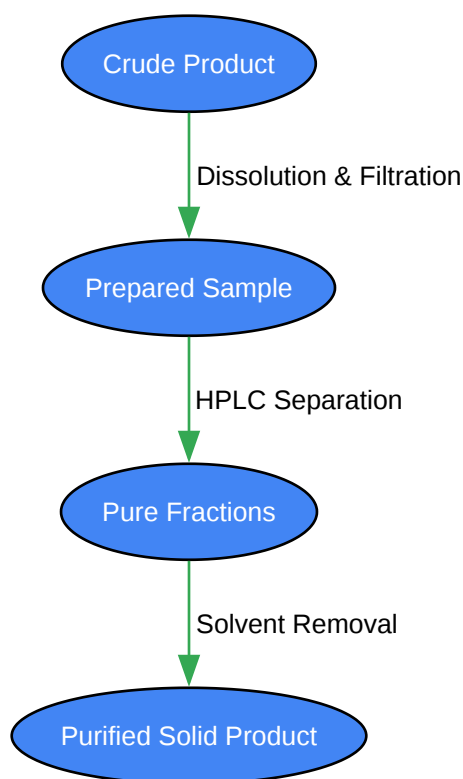 Crude Product
Dissolution & Filtration
Prepared Sample
HPLC Separation
Pure Fractions
Solvent Removal
Purified Solid Product